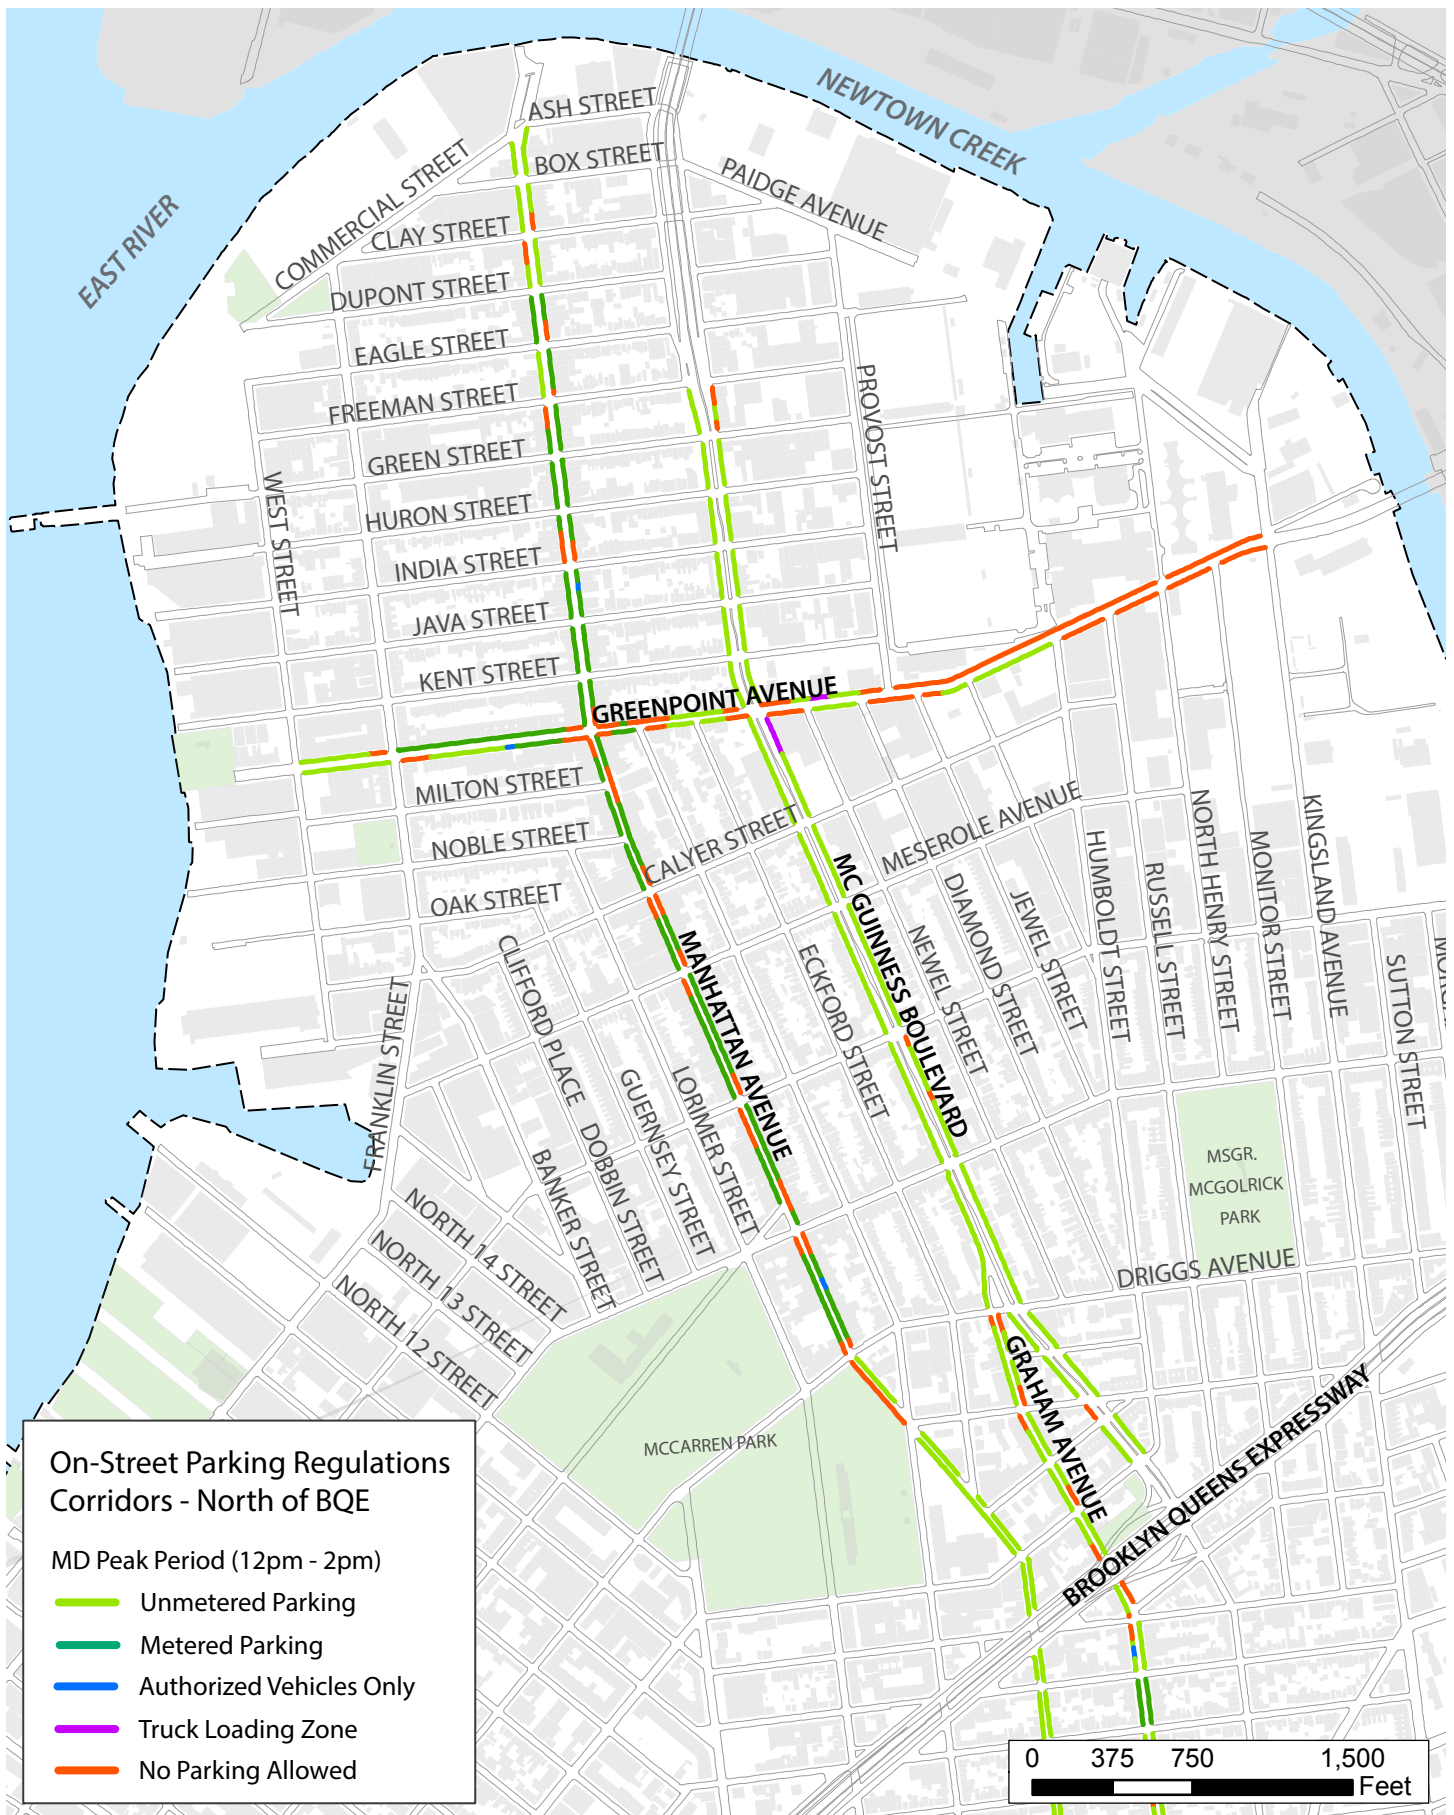 ASH STREET
NEWTOWN CREEK
BOX STREET
COMMERCIAL STREET
PAIDGE AVENUE
EAST RIVER
CLAY STREET
DUPONT STREET
EAGLE STREET
FREEMAN STREET
PROVOST STREET
GREEN STREET
WEST STREET
HURON STREET
INDIA STREET
JAVA STREET
KENT STREET
GREENPOINT AVENUE
MILTON STREET
NOBLE STREET
CALYER STREET
MESEROLE AVENUE
OAK STREET
MC GUINNESS BOULEVARD
HUMBOLDT STREET
RUSSELL STREET
NORTH HENRY STREET
MONITOR STREET
KINGSLAND AVENUE
SUTTON STREET
DIAMOND STREET
JEWEL STREET
NEWEL STREET
ECKFORD STREET
MANHATTAN AVENUE
CLIFFORD PLACE
FRANKLIN STREET
LORIMER STREET
GUERNSEY STREET
DOBBIN STREET
BANKER STREET
NORTH 14 STREET
NORTH 13 STREET
NORTH 12 STREET
MSGR.
MCGOLRICK
PARK
DRIGGS AVENUE
GRAHAM AVENUE
BROOKLYN QUEENS EXPRESSWAY
MCCARREN PARK
On-Street Parking Regulations
Corridors - North of BQE
MD Peak Period (12pm - 2pm)
Unmetered Parking
Metered Parking
Authorized Vehicles Only
Truck Loading Zone
No Parking Allowed
0 375 750 1,500
Feet